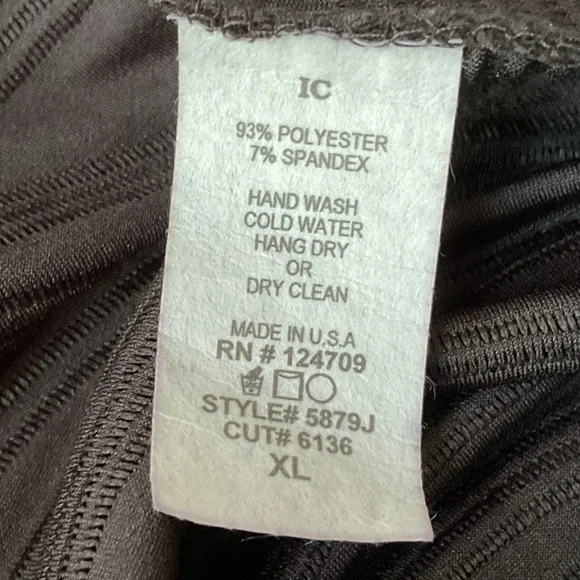 IC
93% POLYESTER
7% SPANDEX
HAND WASH
COLD WATER
HANG DRY
OR
DRY CLEAN
MADE IN U.S.A
RN # 124709
STYLE# 5879J
CUT# 6136
XL